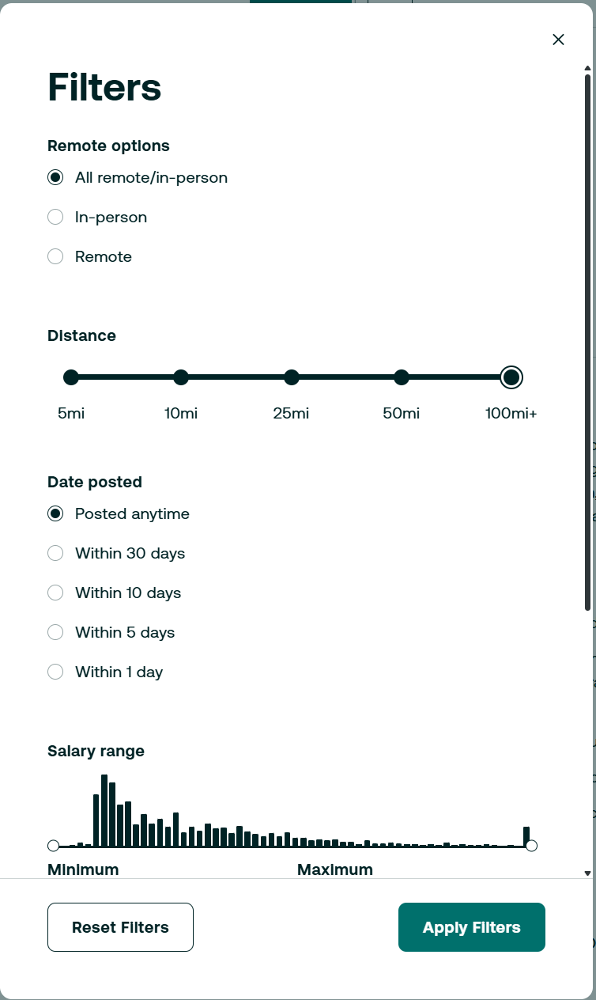 Filters
Remote options
All remote/in-person
In-person
Remote
Distance
5mi 10mi 25mi 50mi 100mi+
Date posted
Posted anytime
Within 30 days
Within 10 days
Within 5 days
Within 1 day
Salary range
Minimum Maximum
Reset Filters Apply Filters